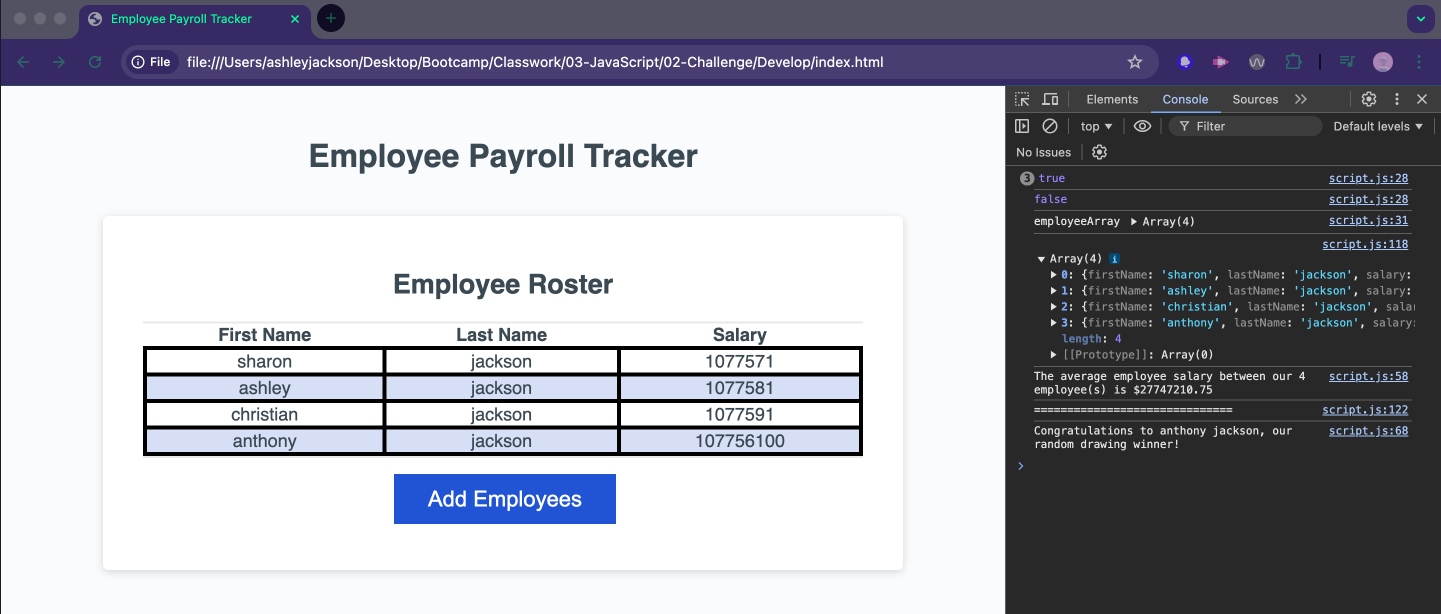 Employee Payroll Tracker
File file:///Users/ashleyjackson/Desktop/Bootcamp/Classwork/03-JavaScript/02-Challenge/Develop/index.html
Employee Payroll Tracker
Employee Roster
First Name Last Name Salary
sharon jackson 1077571
ashley jackson 1077581
christian jackson 1077591
anthony jackson 107756100
Add Employees
Elements Console Sources
top Filter Default levels
No Issues
3 true script.js:28
false script.js:28
employeeArray Array(4) script.js:31
script.js:118
Array(4) i
0: {firstName: 'sharon', lastName: 'jackson', salary:
1: {firstName: 'ashley', lastName: 'jackson', salary:
2: {firstName: 'christian', lastName: 'jackson', sala
3: {firstName: 'anthony', lastName: 'jackson', salary:
length: 4
[[Prototype]]: Array(0)
The average employee salary between our 4 script.js:58
employee(s) is $27747210.75
============================== script.js:122
Congratulations to anthony jackson, our script.js:68
random drawing winner!